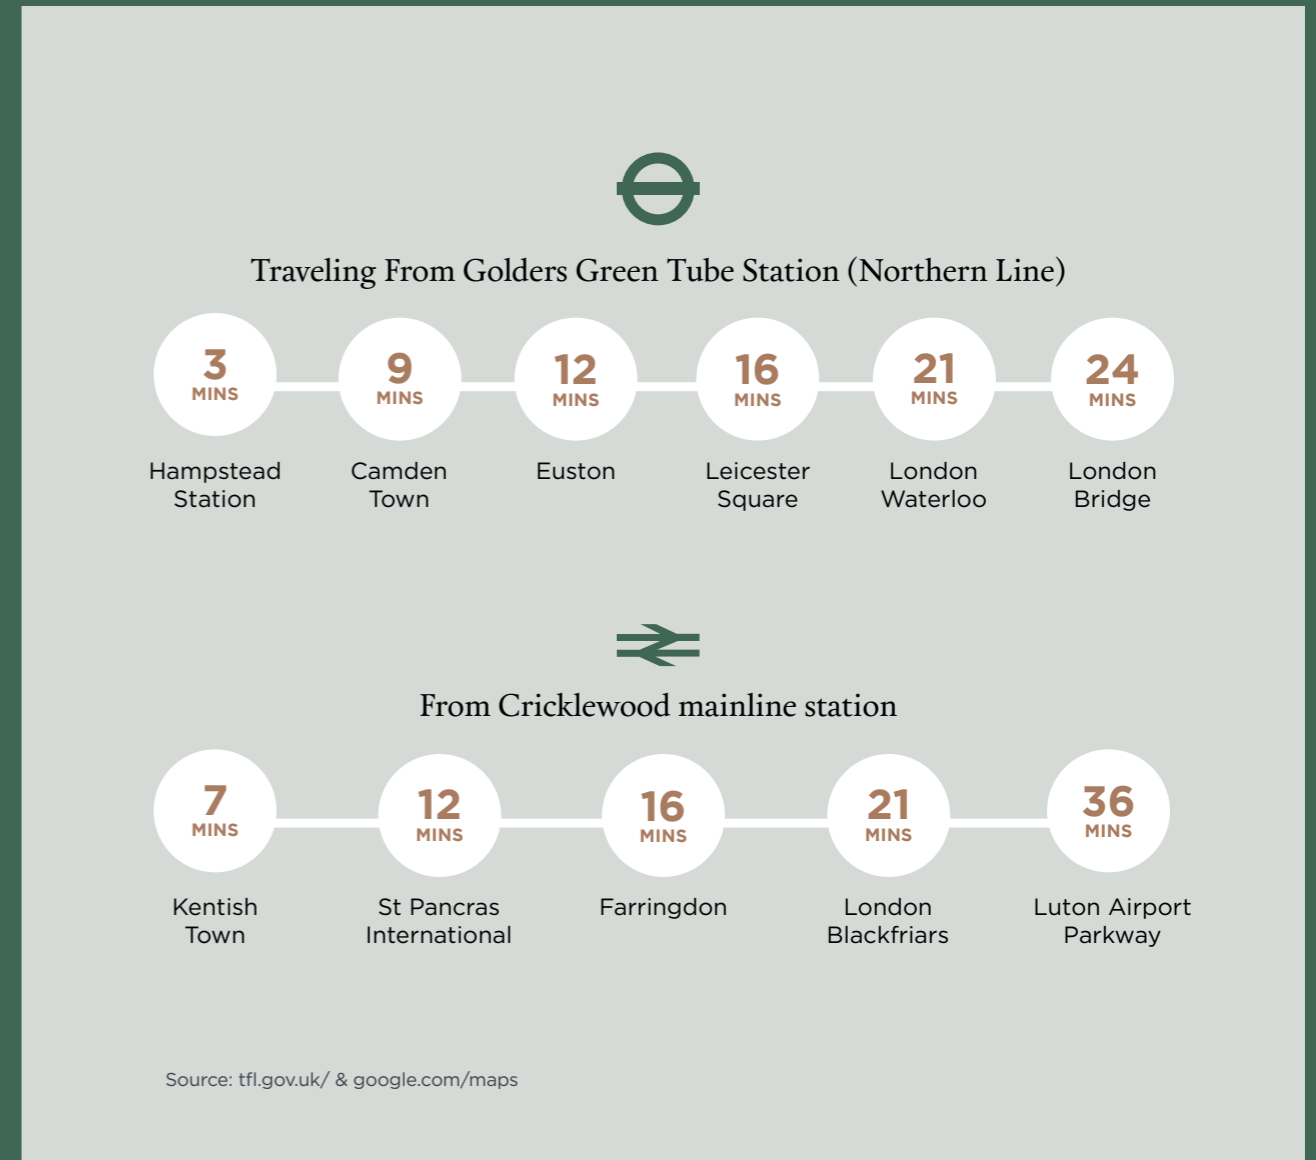 Traveling From Golders Green Tube Station (Northern Line)
3
MINS
9
MINS
12
MINS
16
MINS
21
MINS
24
MINS
Hampstead
Station
Camden
Town
Euston
Leicester
Square
London
Waterloo
London
Bridge
From Cricklewood mainline station
7
MINS
12
MINS
16
MINS
21
MINS
36
MINS
Kentish
Town
St Pancras
International
Farringdon
London
Blackfriars
Luton Airport
Parkway
Source: tfl.gov.uk/ & google.com/maps